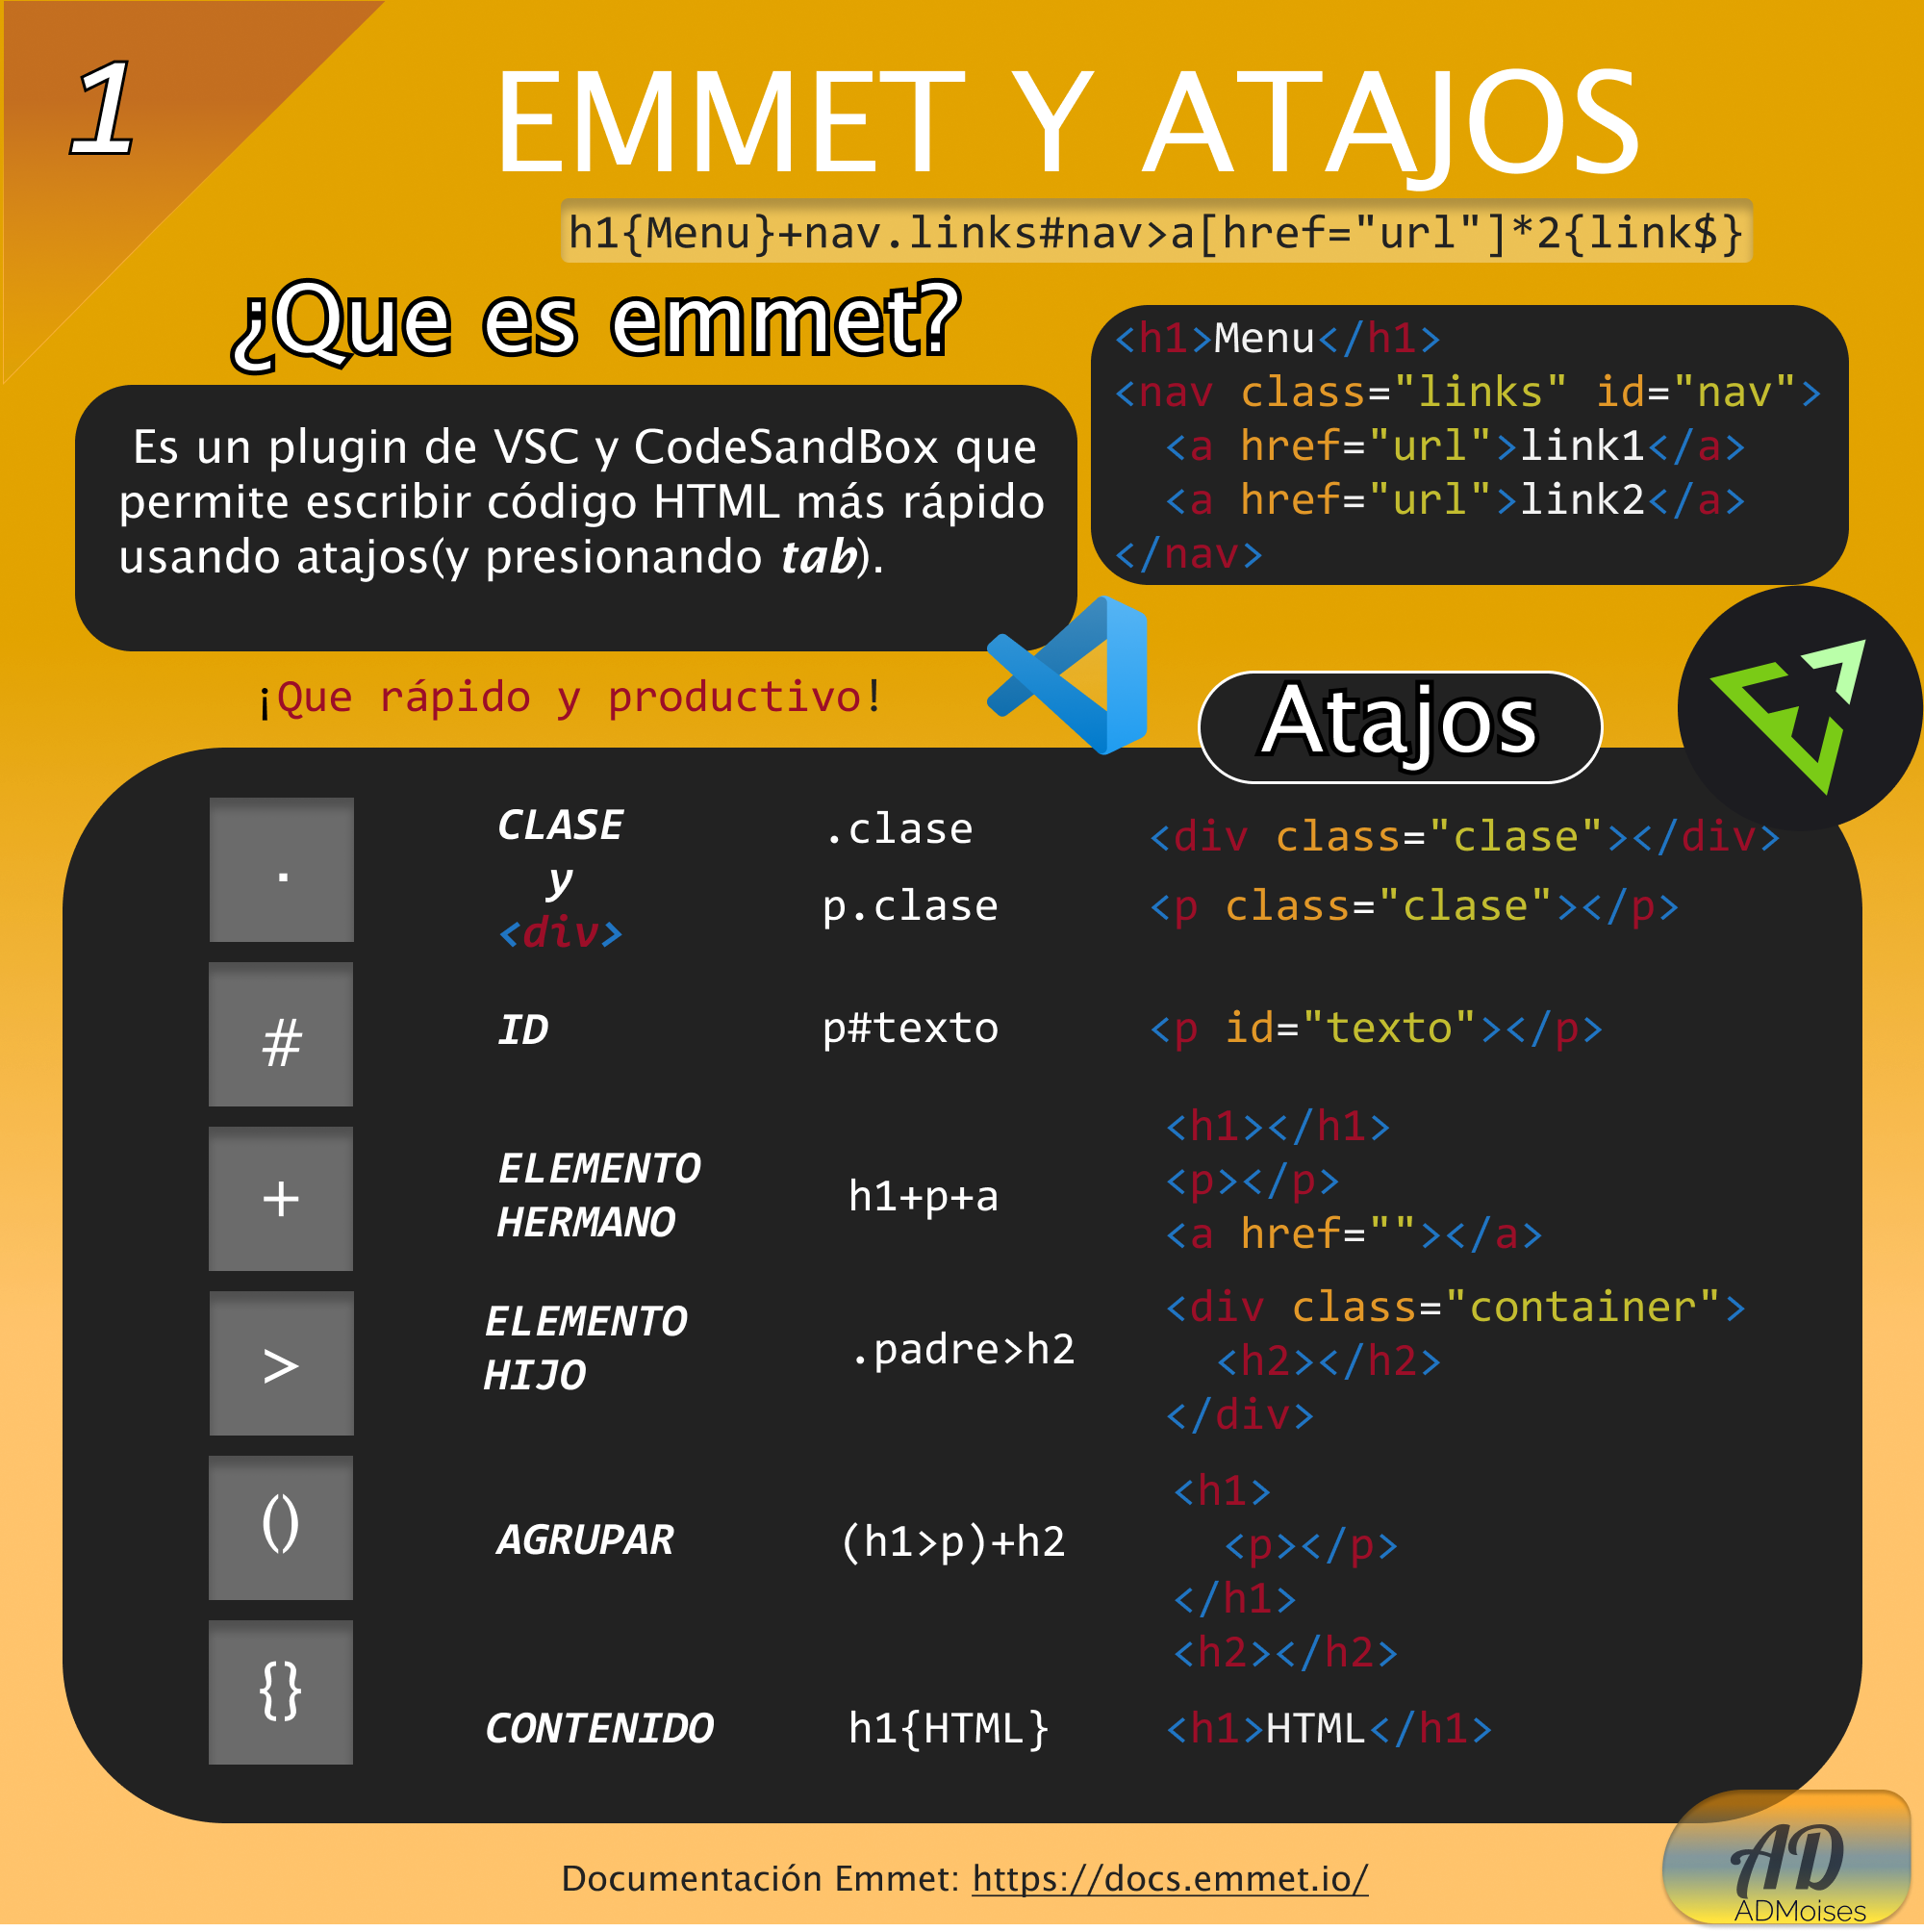 1
EMMET Y ATAJOS
h1{Menu}+nav.links#nav>a[href="url"]*2{link$}
¿Que es emmet?
Es un plugin de VSC y CodeSandBox que
permite escribir código HTML más rápido
usando atajos(y presionando tab).
<h1>Menu</h1>
<nav class="links" id="nav">
  <a href="url">link1</a>
  <a href="url">link2</a>
</nav>
¡Que rápido y productivo!
Atajos
.
CLASE
y
<div>
.clase
<div class="clase"></div>
p.clase
<p class="clase"></p>
#
ID
p#texto
<p id="texto"></p>
+
ELEMENTO
HERMANO
h1+p+a
<h1></h1>
<p></p>
<a href=""></a>
>
ELEMENTO
HIJO
.padre>h2
<div class="container">
  <h2></h2>
</div>
()
AGRUPAR
(h1>p)+h2
<h1>
  <p></p>
</h1>
<h2></h2>
{}
CONTENIDO
h1{HTML}
<h1>HTML</h1>
Documentación Emmet: https://docs.emmet.io/
AD
ADMoises